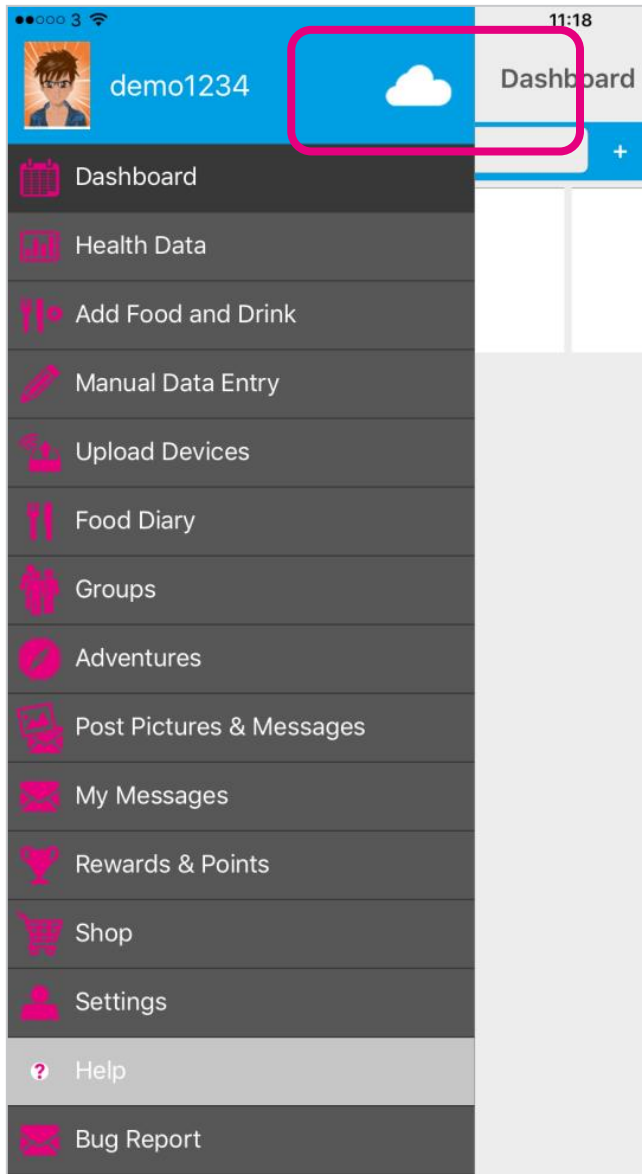 3 11:18
demo1234 Dashboard
+
Dashboard
Health Data
Add Food and Drink
Manual Data Entry
Upload Devices
Food Diary
Groups
Adventures
Post Pictures & Messages
My Messages
Rewards & Points
Shop
Settings
? Help
Bug Report